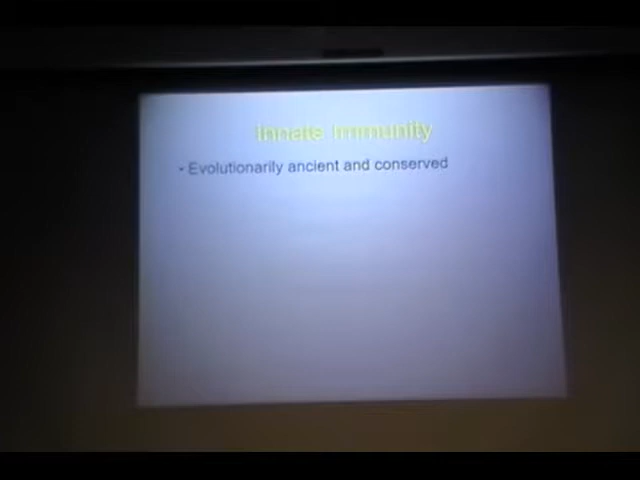 Innate Immunity
• Evolutionarily ancient and conserved